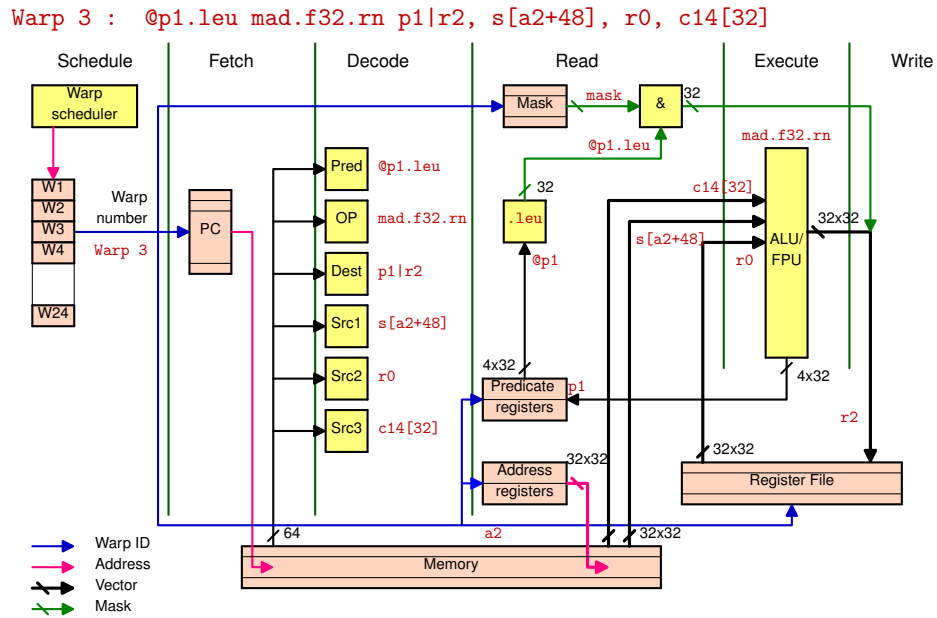 Warp 3 : @p1.leu mad.f32.rn p1|r2, s[a2+48], r0, c14[32]
Schedule Fetch Decode Read Execute Write
Warp
scheduler
Mask
mask
&
32
@p1.leu
mad.f32.rn
W1
W2
W3
W4
W24
Warp
number
Warp 3
PC
Pred
@p1.leu
OP
mad.f32.rn
Dest
p1|r2
Src1
s[a2+48]
Src2
r0
Src3
c14[32]
32
.leu
@p1
c14[32]
s[a2+48]
r0
ALU/
FPU
32x32
4x32
4x32
Predicate
registers
p1
r2
32x32
Address
registers
32x32
Register File
a2
64
32x32
Memory
Warp ID
Address
Vector
Mask